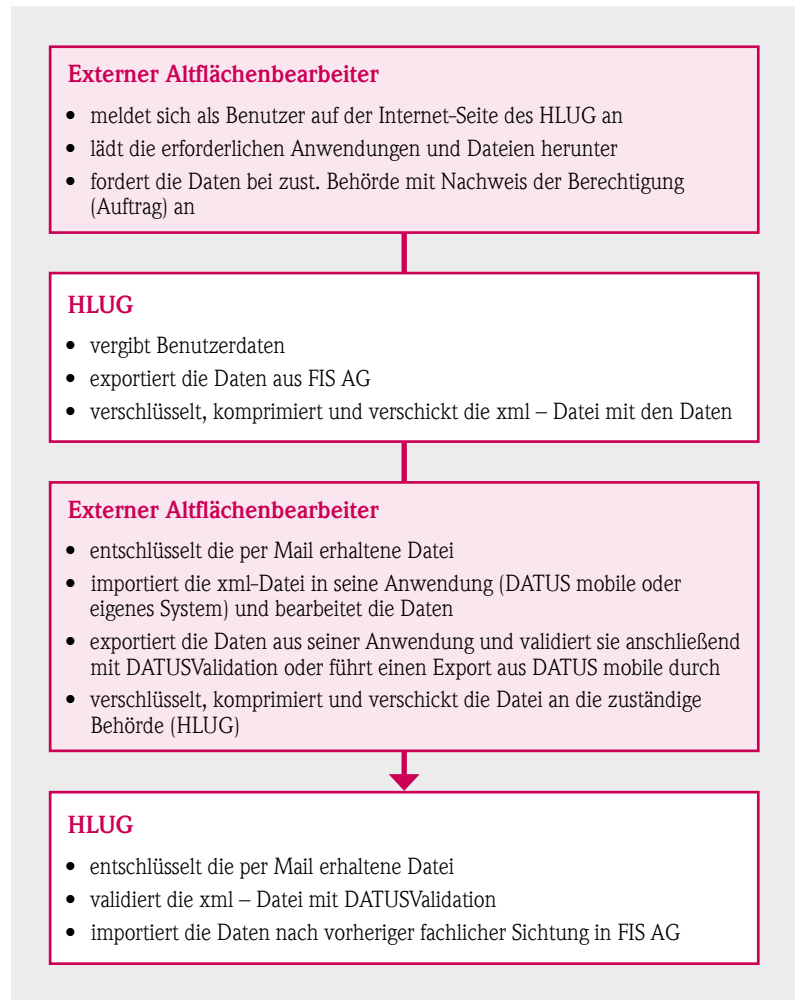 Externer Altflächenbearbeiter
• meldet sich als Benutzer auf der Internet-Seite des HLUG an
• lädt die erforderlichen Anwendungen und Dateien herunter
• fordert die Daten bei zust. Behörde mit Nachweis der Berechtigung
(Auftrag) an
HLUG
• vergibt Benutzerdaten
• exportiert die Daten aus FIS AG
• verschlüsselt, komprimiert und verschickt die xml – Datei mit den Daten
Externer Altflächenbearbeiter
• entschlüsselt die per Mail erhaltene Datei
• importiert die xml-Datei in seine Anwendung (DATUS mobile oder
eigenes System) und bearbeitet die Daten
• exportiert die Daten aus seiner Anwendung und validiert sie anschließend
mit DATUSValidation oder führt einen Export aus DATUS mobile durch
• verschlüsselt, komprimiert und verschickt die Datei an die zuständige
Behörde (HLUG)
HLUG
• entschlüsselt die per Mail erhaltene Datei
• validiert die xml – Datei mit DATUSValidation
• importiert die Daten nach vorheriger fachlicher Sichtung in FIS AG